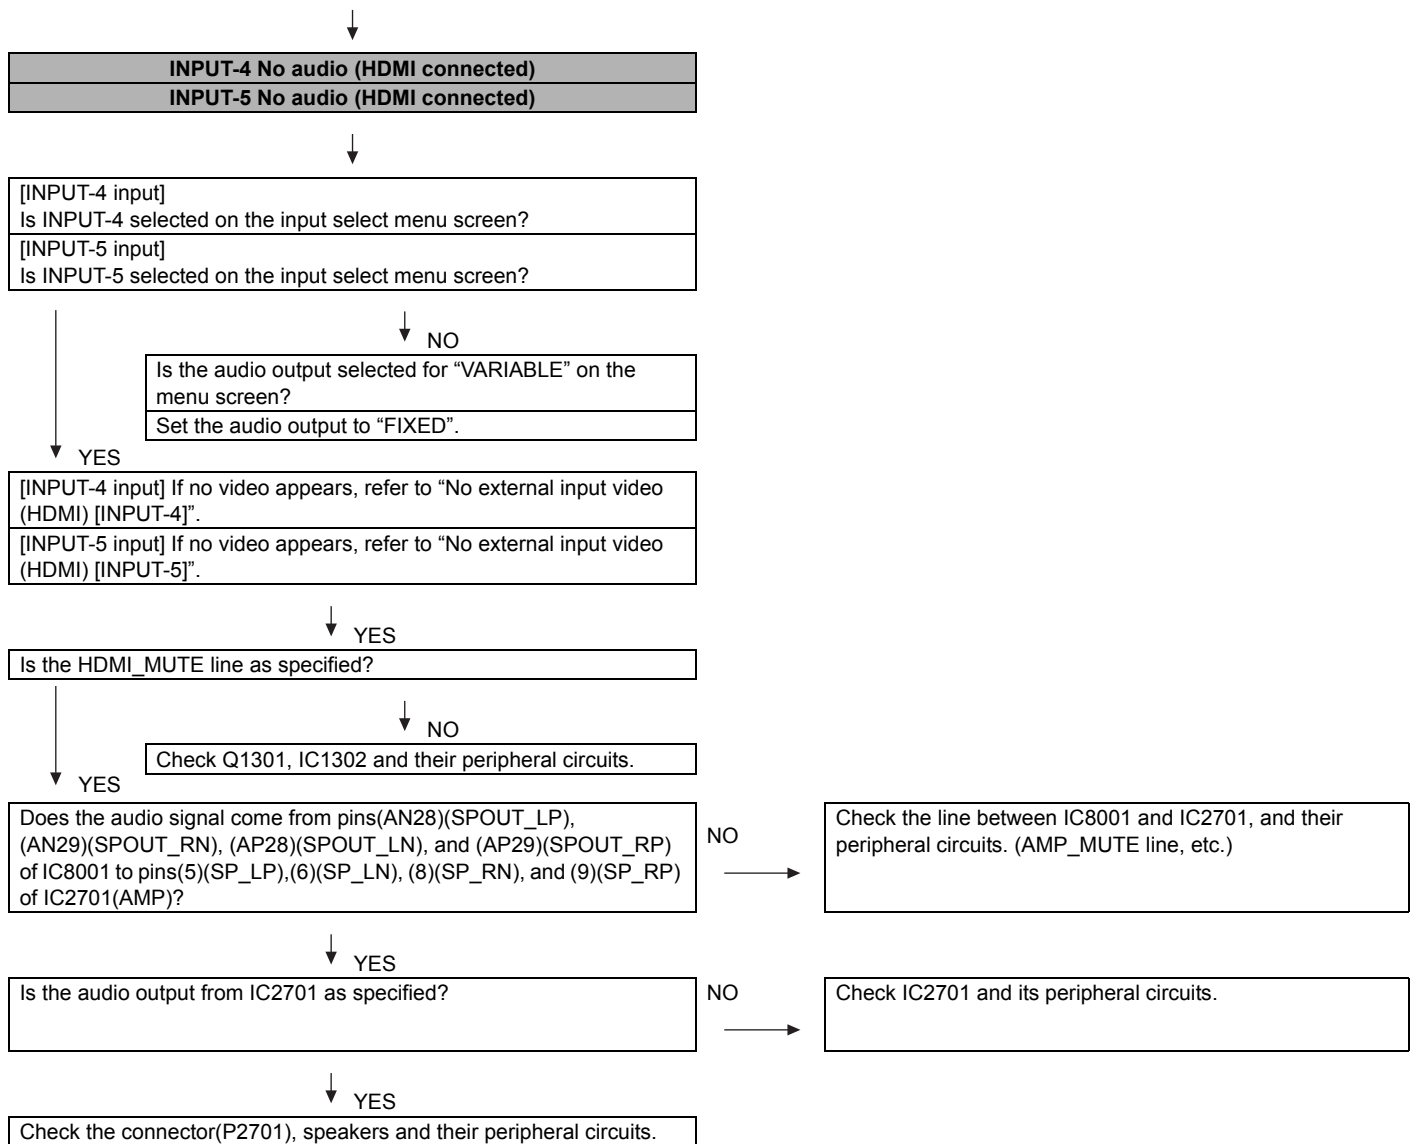 INPUT-4 No audio (HDMI connected)
INPUT-5 No audio (HDMI connected)
[INPUT-4 input]
Is INPUT-4 selected on the input select menu screen?
[INPUT-5 input]
Is INPUT-5 selected on the input select menu screen?
NO
Is the audio output selected for “VARIABLE” on the
menu screen?
Set the audio output to “FIXED”.
YES
[INPUT-4 input] If no video appears, refer to “No external input video
(HDMI) [INPUT-4]”.
[INPUT-5 input] If no video appears, refer to “No external input video
(HDMI) [INPUT-5]”.
YES
Is the HDMI_MUTE line as specified?
NO
Check Q1301, IC1302 and their peripheral circuits.
YES
Does the audio signal come from pins(AN28)(SPOUT_LP),
(AN29)(SPOUT_RN), (AP28)(SPOUT_LN), and (AP29)(SPOUT_RP)
of IC8001 to pins(5)(SP_LP),(6)(SP_LN), (8)(SP_RN), and (9)(SP_RP)
of IC2701(AMP)?
NO
Check the line between IC8001 and IC2701, and their
peripheral circuits. (AMP_MUTE line, etc.)
YES
Is the audio output from IC2701 as specified?
NO
Check IC2701 and its peripheral circuits.
YES
Check the connector(P2701), speakers and their peripheral circuits.